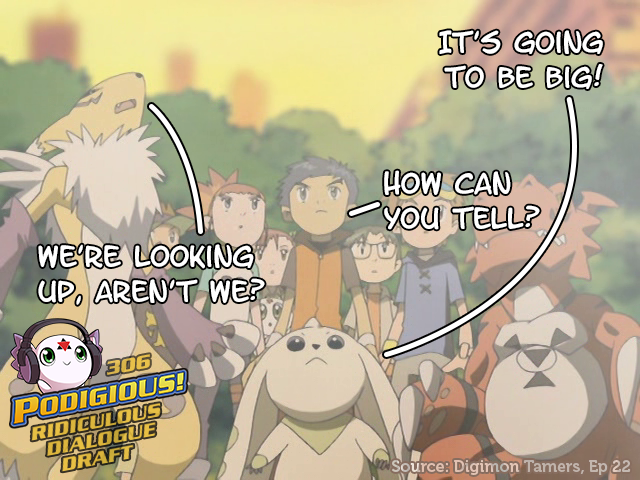 IT'S GOING
TO BE BIG!
HOW CAN
YOU TELL?
WE'RE LOOKING
UP, AREN'T WE?
306
PODIGIOUS!
RIDICULOUS
DIALOGUE
DRAFT
Source: Digimon Tamers, Ep 22